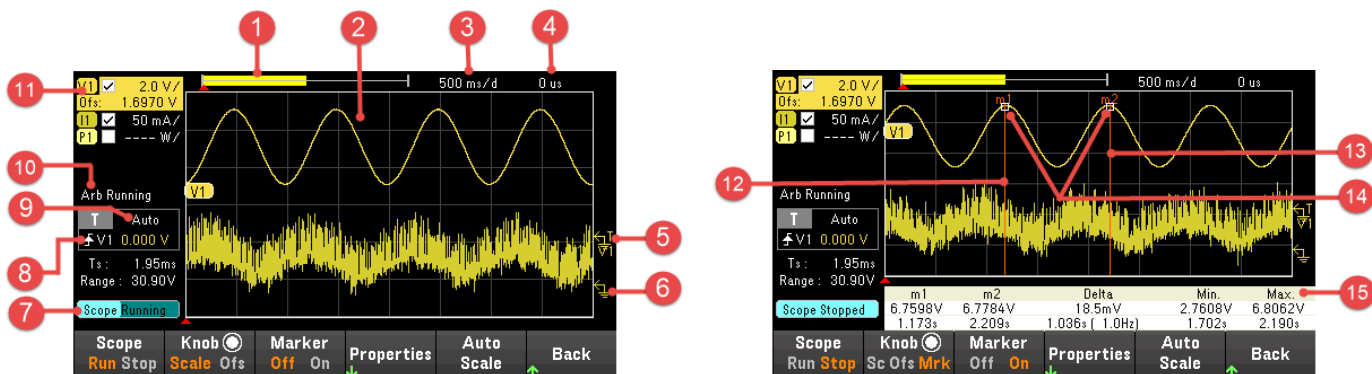 1 2 3 4
11 V1 2.0 V/ 500 ms/d 0 us
Ofs: 1.6970 V
I1 50 mA/
P1 ---- W/
10 Arb Running
V1
9 T Auto
8 V1 0.000 V
T
1
5
6
Ts : 1.95ms
Range : 30.90V
7 Scope Running
Scope
Run Stop
Knob
Scale Ofs
Marker
Off On
Properties
Auto
Scale
Back
V1 2.0 V/ 500 ms/d 0 us
Ofs: 1.6970 V
I1 50 mA/
P1 ---- W/
m1 m2
V1
13
12
14
Arb Running
T Auto
V1 0.000 V
T
1
Ts : 1.95ms
Range : 30.90V
Scope Stopped
m1 m2 Delta Min. Max. 15
6.7598V 6.7784V 18.5mV 2.7608V 6.8062V
1.173s 2.209s 1.036s ( 1.0Hz) 1.702s 2.190s
Scope
Run Stop
Knob
Sc Ofs Mrk
Marker
Off On
Properties
Auto
Scale
Back